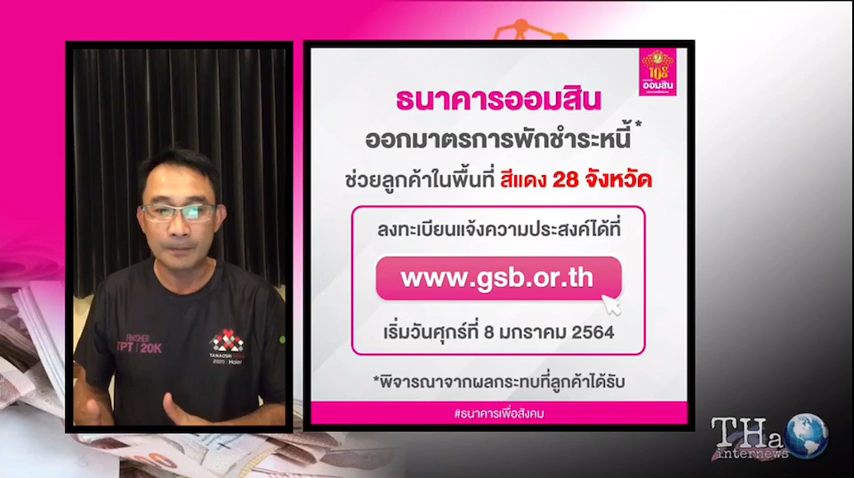 108
ออมสิน
ธนาคารออมสิน
ออกมาตรการพักชำระหนี้*
ช่วยลูกค้าในพื้นที่ สีแดง 28 จังหวัด
ลงทะเบียนแจ้งความประสงค์ได้ที่
www.gsb.or.th
เริ่มวันศุกร์ที่ 8 มกราคม 2564
*พิจารณาจากผลกระทบที่ลูกค้าได้รับ
#ธนาคารเพื่อสังคม
FINISHER
TPT | 20K
TANAOSRI
2020 | Haier
THa
internews